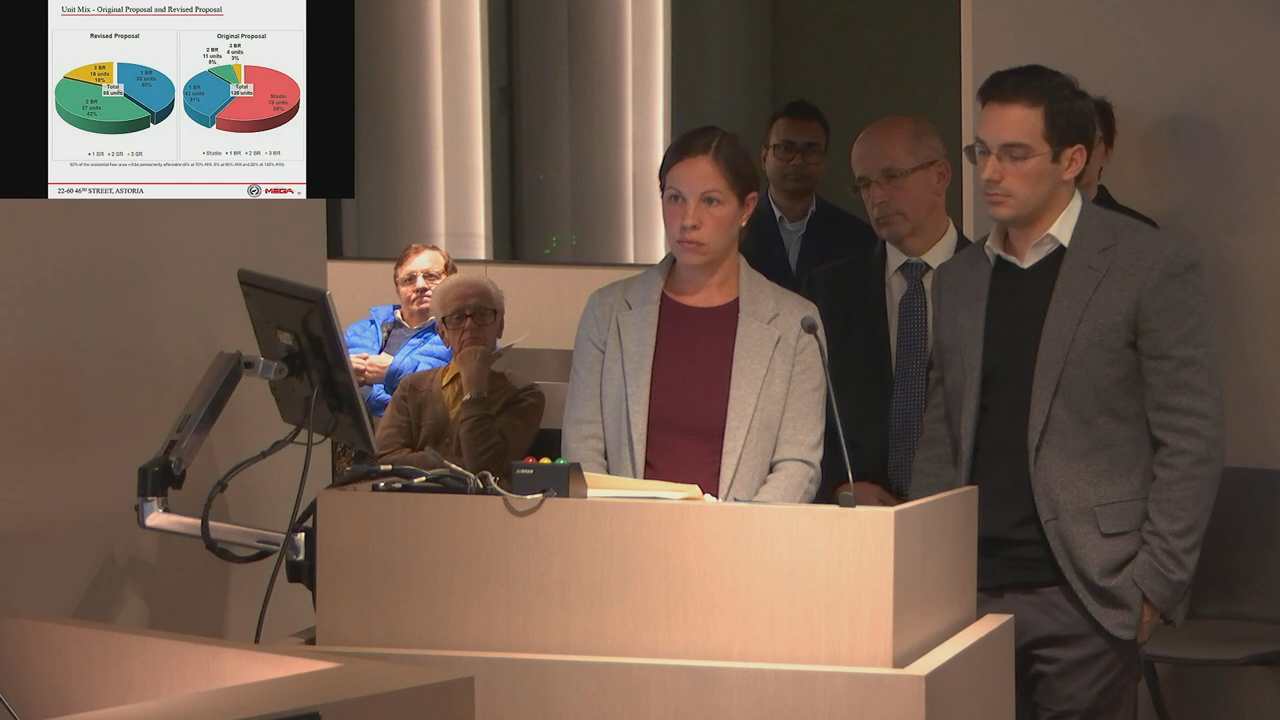 Unit Mix - Original Proposal and Revised Proposal
Revised Proposal
3 BR
16 units
18%
1 BR
35 units
40%
Total
88 units
2 BR
37 units
42%
1 BR 2 BR 3 BR
Original Proposal
2 BR
11 units
8%
3 BR
4 units
3%
1 BR
42 units
31%
Total
135 units
Studio
78 units
58%
Studio 1 BR 2 BR 3 BR
22-60 46TH STREET, ASTORIA
MEGA